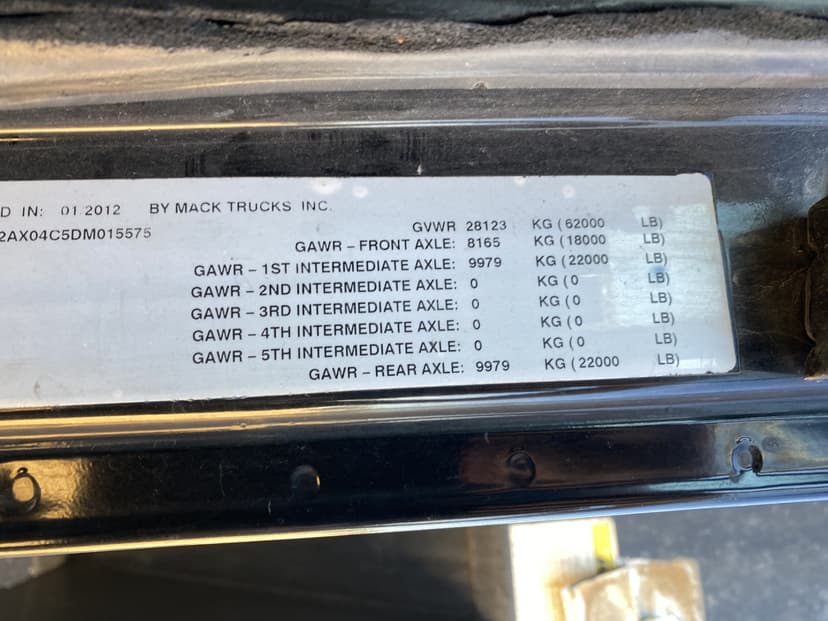 D IN: 01 2012 BY MACK TRUCKS INC.
2AX04C5DM015575
GVWR 28123 KG (62000 LB)
GAWR - FRONT AXLE: 8165 KG (18000 LB)
GAWR - 1ST INTERMEDIATE AXLE: 9979 KG (22000 LB)
GAWR - 2ND INTERMEDIATE AXLE: 0 KG (0 LB)
GAWR - 3RD INTERMEDIATE AXLE: 0 KG (0 LB)
GAWR - 4TH INTERMEDIATE AXLE: 0 KG (0 LB)
GAWR - 5TH INTERMEDIATE AXLE: 0 KG (0 LB)
GAWR - REAR AXLE: 9979 KG (22000 LB)